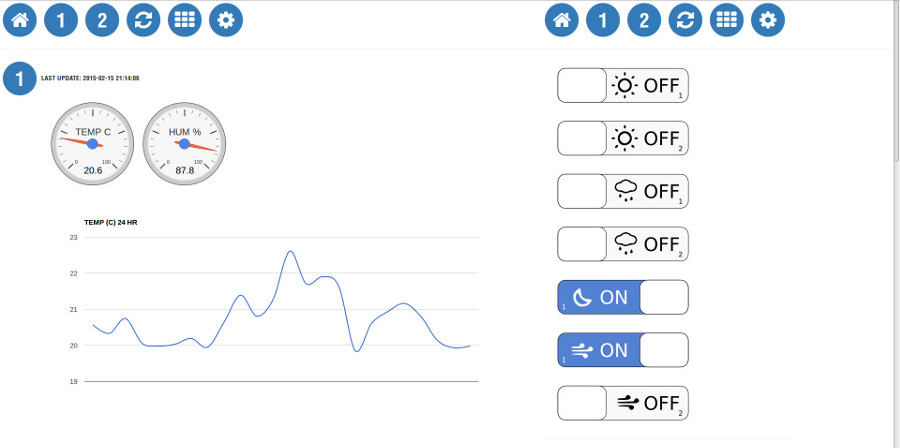 1 2
1 2
1 LAST UPDATE: 2015-02-15 21:14:06
TEMP C
0 100
20.6
HUM %
0 100
87.8
TEMP (C) 24 HR
23
22
21
20
19
OFF 1
OFF 2
OFF 1
OFF 2
1 ON
1 ON
OFF 2